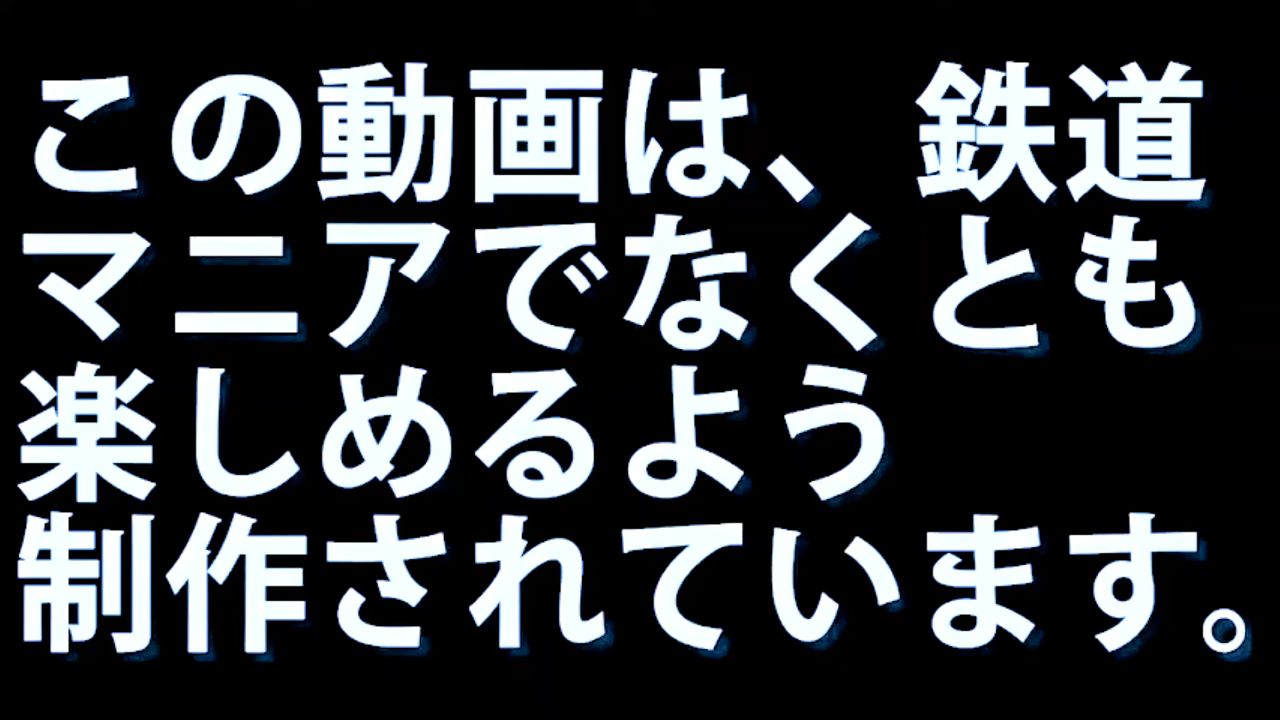 この動画は、鉄道
マニアでなくとも
楽しめるよう
制作されています。